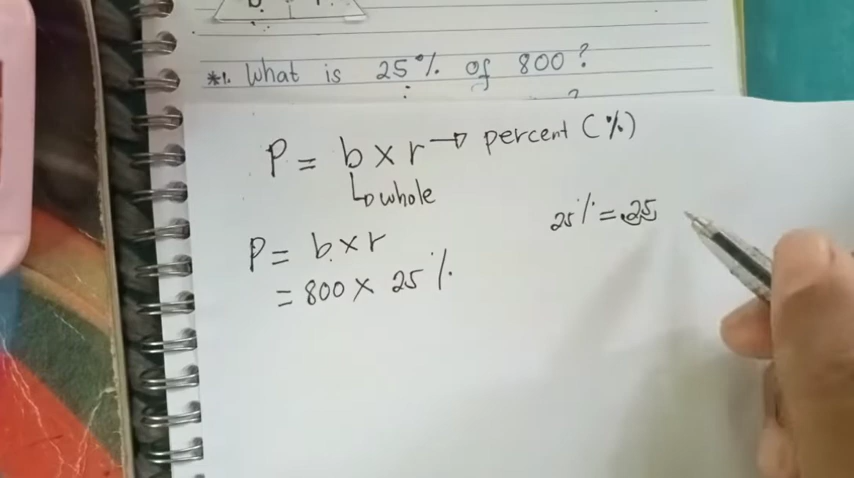 *1. What is 25% of 800?
P = b × r → percent (%)
↳ whole
P = b × r
= 800 × 25%
25% = .25